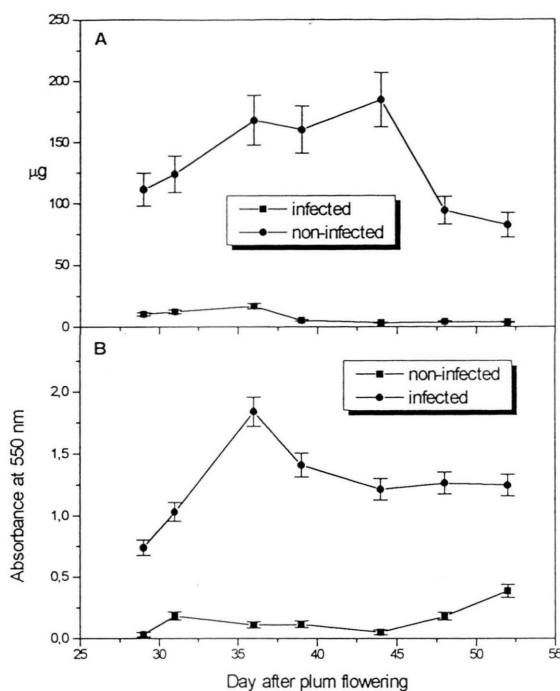 A
250
200
150
µg
100
50
0
infected
non-infected
B
2,0
1,5
Absorbance at 550 nm
1,0
0,5
0,0
non-infected
infected
25 30 35 40 45 50 55
Day after plum flowering